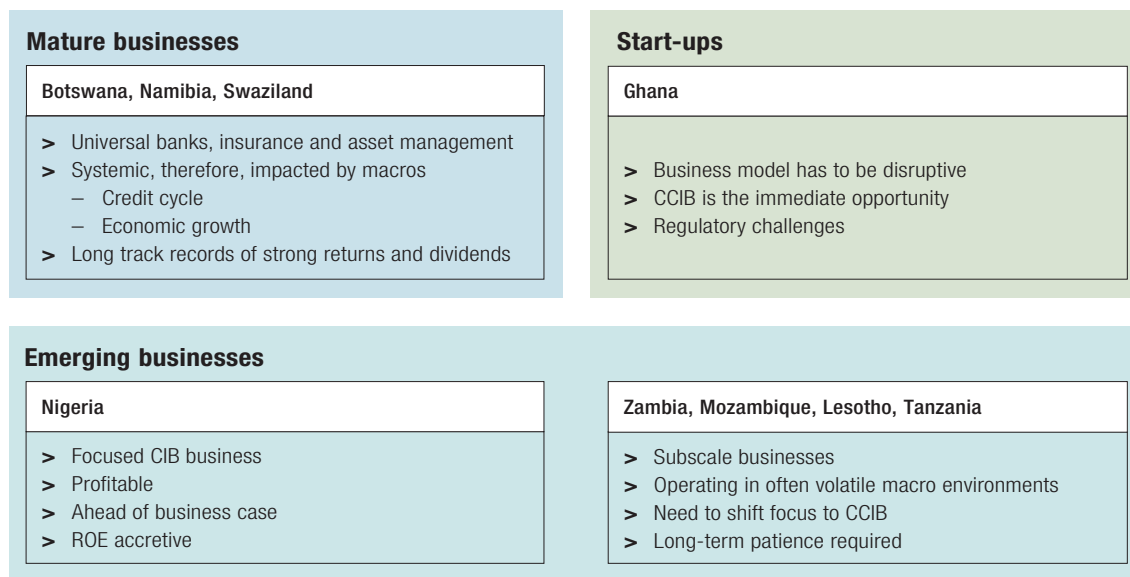 Mature businesses
Botswana, Namibia, Swaziland
> Universal banks, insurance and asset management
> Systemic, therefore, impacted by macros
– Credit cycle
– Economic growth
> Long track records of strong returns and dividends
Start-ups
Ghana
> Business model has to be disruptive
> CCIB is the immediate opportunity
> Regulatory challenges
Emerging businesses
Nigeria
> Focused CIB business
> Profitable
> Ahead of business case
> ROE accretive
Zambia, Mozambique, Lesotho, Tanzania
> Subscale businesses
> Operating in often volatile macro environments
> Need to shift focus to CCIB
> Long-term patience required